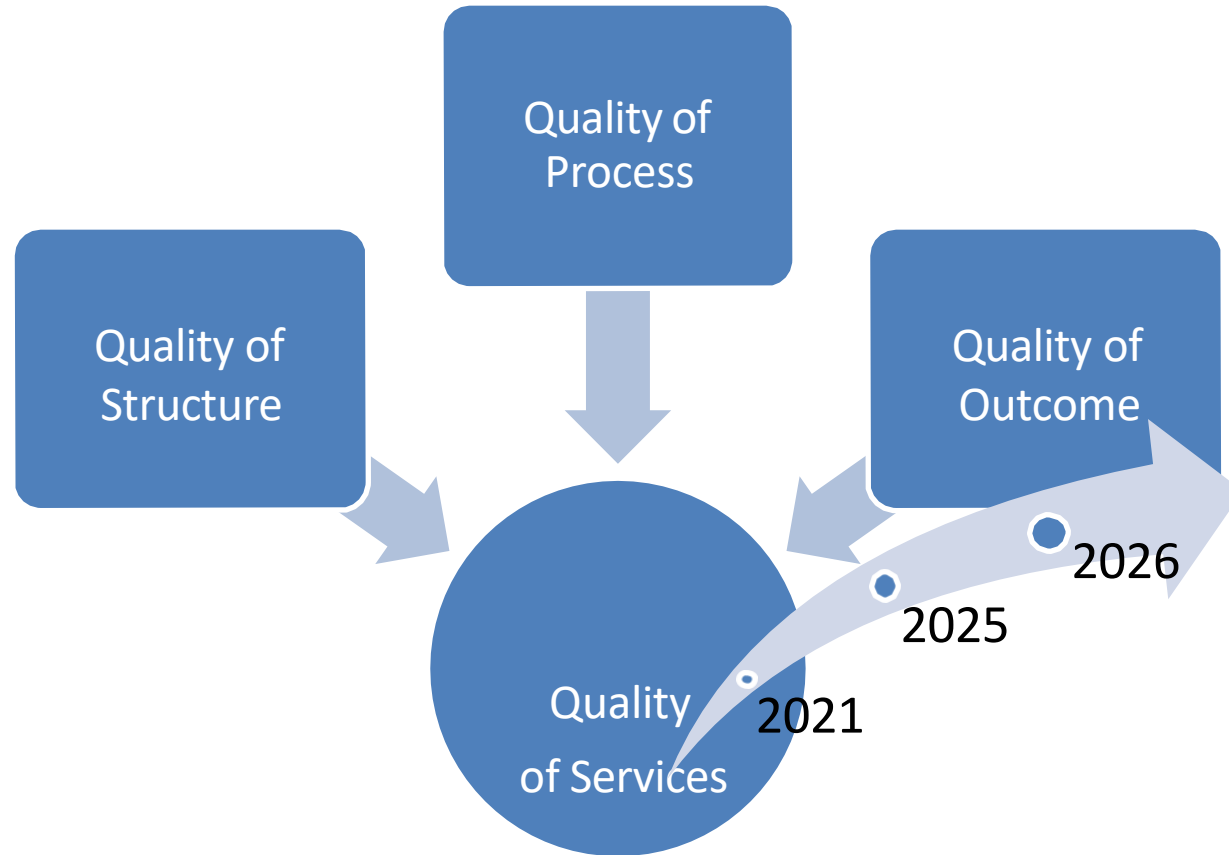 Quality of
Process
Quality of
Structure
Quality of
Outcome
2026
2025
2021
Quality
of Services